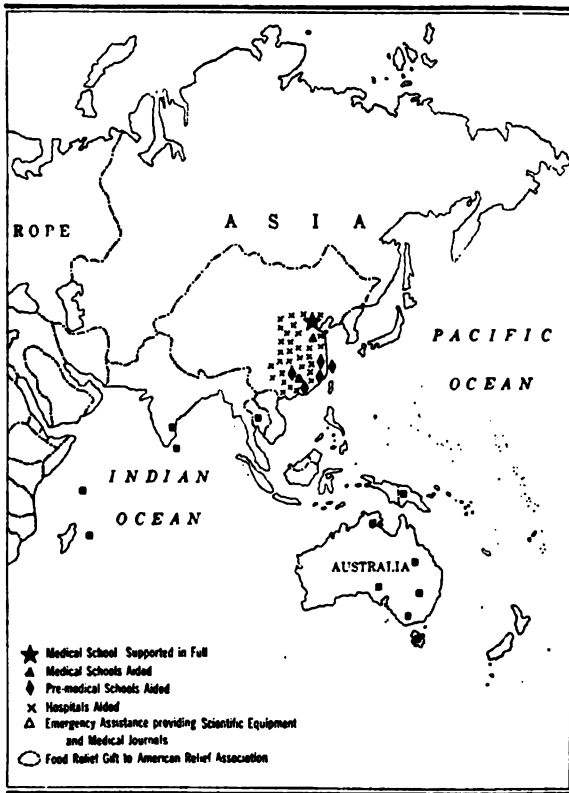 ROPE
ASIA
PACIFIC
OCEAN
INDIAN
OCEAN
AUSTRALIA
Medical School Supported in Full
Medical Schools Aided
Pre-medical Schools Aided
Hospitals Aided
Emergency Assistance providing Scientific Equipment
and Medical Journals
Food Relief Gift to American Relief Association